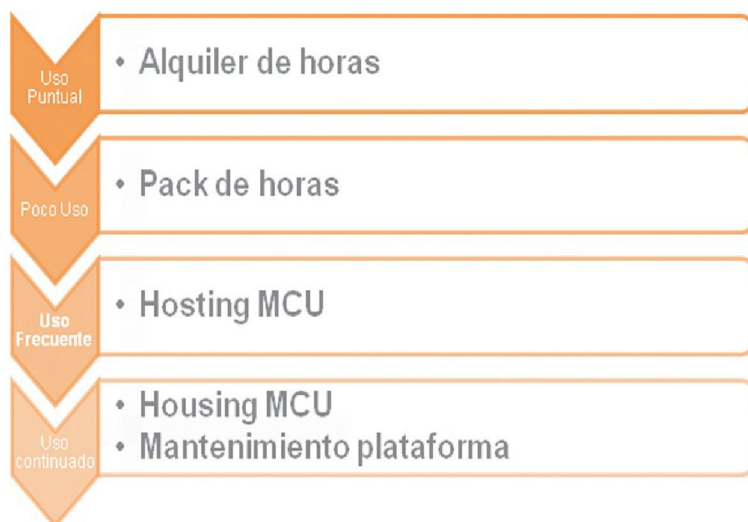 Uso
Puntual
• Alquiler de horas
Poco Uso
• Pack de horas
Uso
Frecuente
• Hosting MCU
Uso
continuado
• Housing MCU
• Mantenimiento plataforma